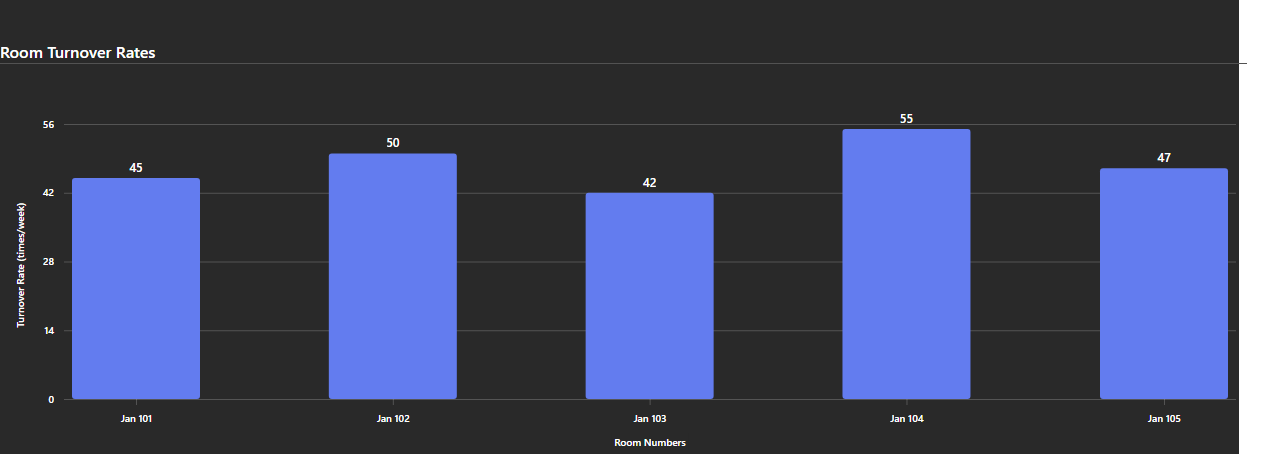 Room Turnover Rates
56
42
28
14
0
Turnover Rate (times/week)
45
50
42
55
47
Jan 101
Jan 102
Jan 103
Jan 104
Jan 105
Room Numbers